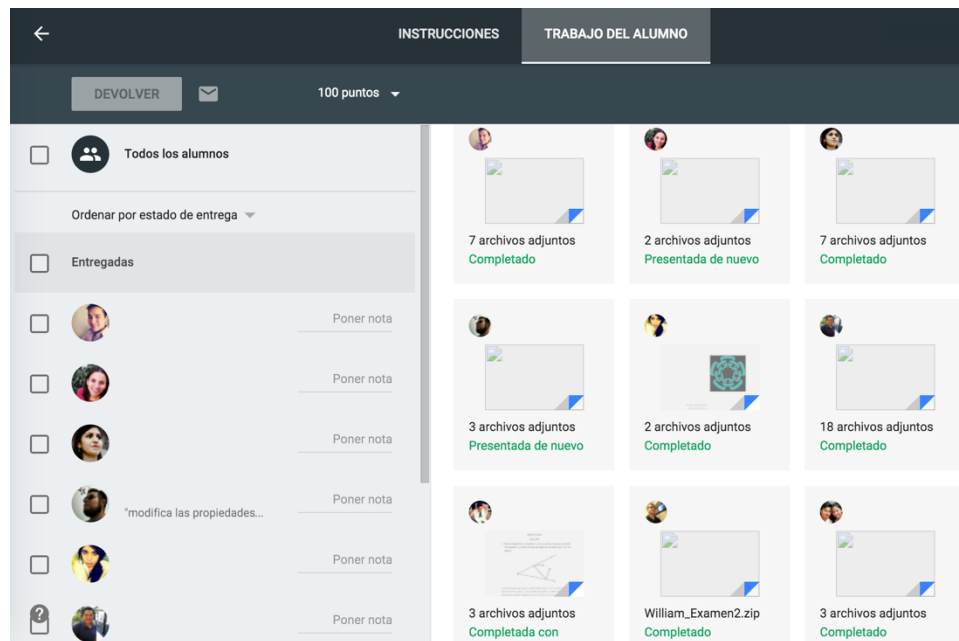 INSTRUCCIONES
TRABAJO DEL ALUMNO
DEVOLVER
100 puntos
Todos los alumnos
Ordenar por estado de entrega
Entregadas
Poner nota
Poner nota
Poner nota
"modifica las propiedades...
Poner nota
Poner nota
?
Poner nota
7 archivos adjuntos
Completado
2 archivos adjuntos
Presentada de nuevo
7 archivos adjuntos
Completado
3 archivos adjuntos
Presentada de nuevo
2 archivos adjuntos
Completado
18 archivos adjuntos
Completado
3 archivos adjuntos
Completada con
William_Examen2.zip
Completado
3 archivos adjuntos
Completado